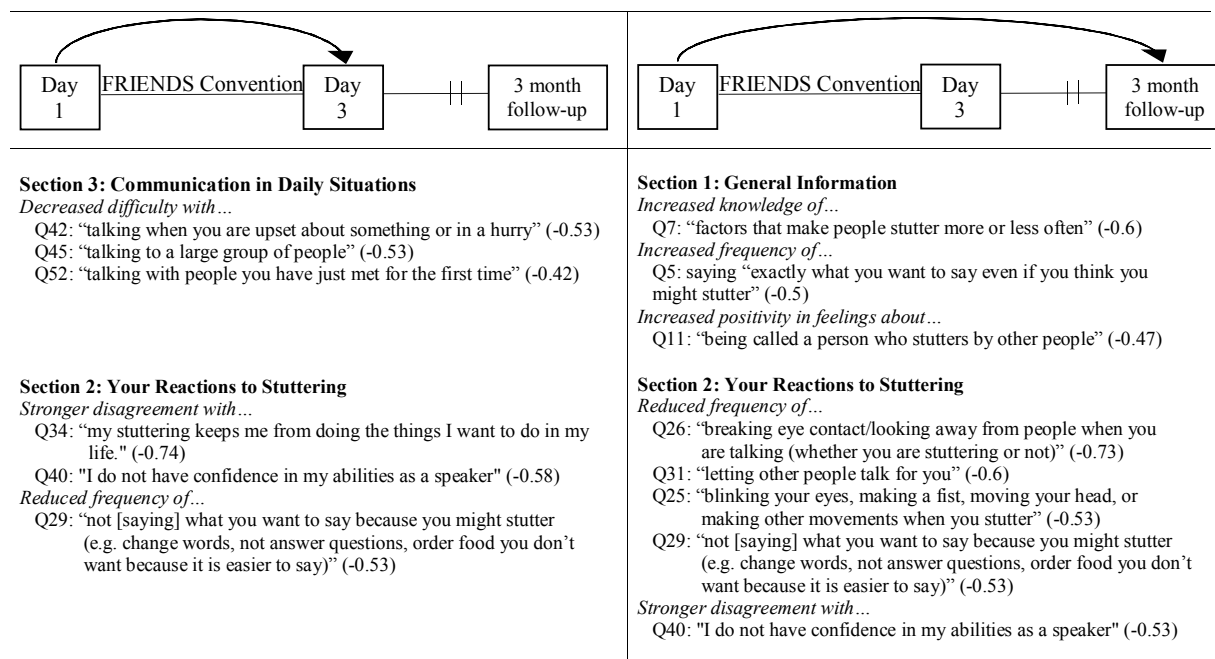 Day
1
FRIENDS Convention
Day
3
3 month
follow-up
Day
1
FRIENDS Convention
Day
3
3 month
follow-up
Section 3: Communication in Daily Situations
Decreased difficulty with…
Q42: “talking when you are upset about something or in a hurry” (-0.53)
Q45: “talking to a large group of people” (-0.53)
Q52: “talking with people you have just met for the first time” (-0.42)
Section 2: Your Reactions to Stuttering
Stronger disagreement with…
Q34: “my stuttering keeps me from doing the things I want to do in my
life." (-0.74)
Q40: "I do not have confidence in my abilities as a speaker" (-0.58)
Reduced frequency of…
Q29: “not [saying] what you want to say because you might stutter
(e.g. change words, not answer questions, order food you don’t
want because it is easier to say)” (-0.53)
Section 1: General Information
Increased knowledge of…
Q7: “factors that make people stutter more or less often” (-0.6)
Increased frequency of…
Q5: saying “exactly what you want to say even if you think you
might stutter” (-0.5)
Increased positivity in feelings about…
Q11: “being called a person who stutters by other people” (-0.47)
Section 2: Your Reactions to Stuttering
Reduced frequency of…
Q26: “breaking eye contact/looking away from people when you
are talking (whether you are stuttering or not)” (-0.73)
Q31: “letting other people talk for you” (-0.6)
Q25: “blinking your eyes, making a fist, moving your head, or
making other movements when you stutter” (-0.53)
Q29: “not [saying] what you want to say because you might stutter
(e.g. change words, not answer questions, order food you don’t
want because it is easier to say)” (-0.53)
Stronger disagreement with…
Q40: "I do not have confidence in my abilities as a speaker” (-0.53)